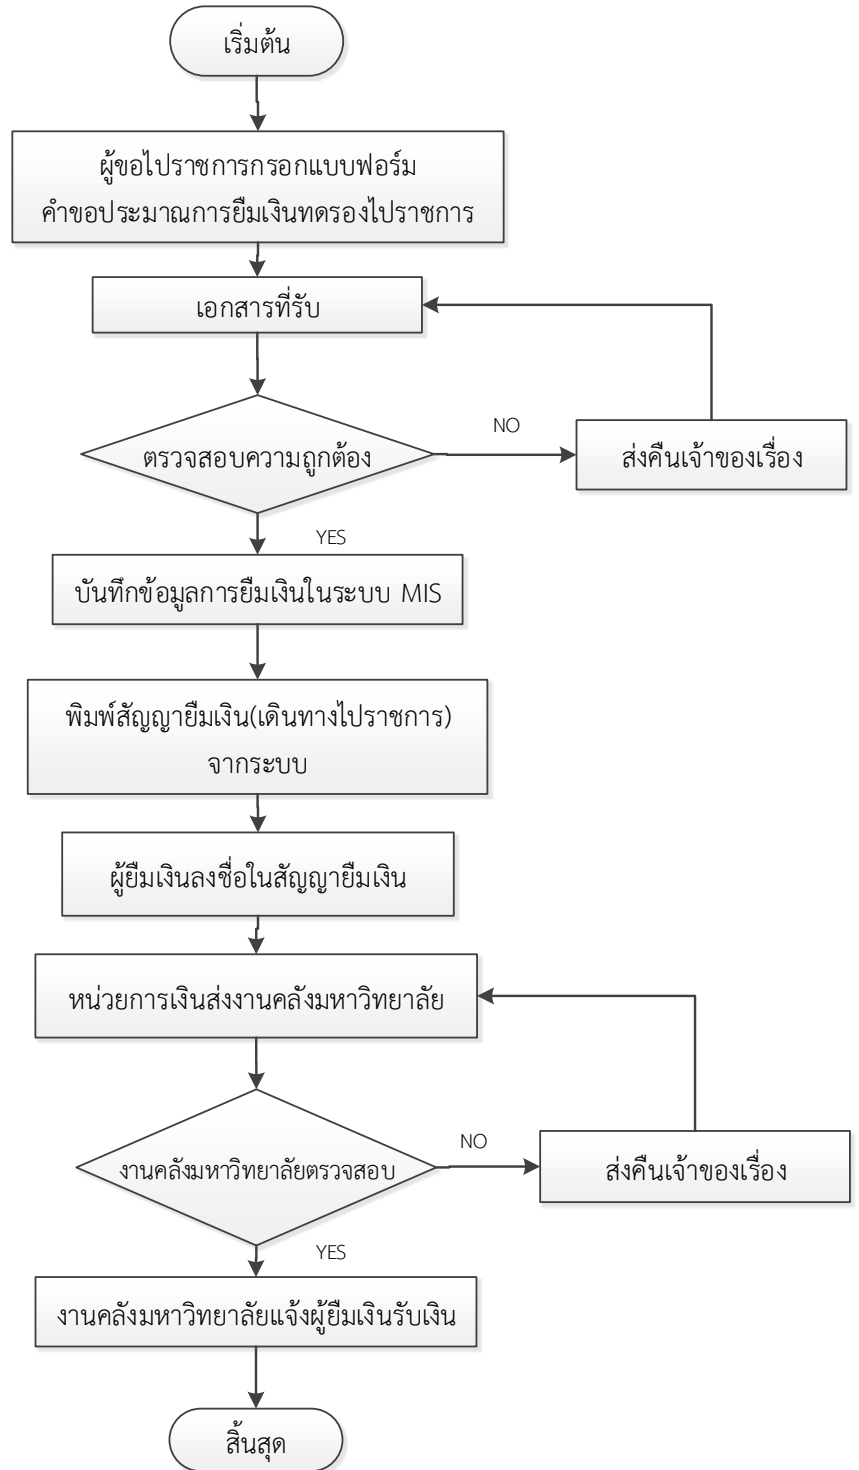 เริ่มต้น
ผู้ขอไปราชการกรอกแบบฟอร์ม
คำขอประมาณการยืมเงินทดรองไปราชการ
เอกสารที่รับ
ตรวจสอบความถูกต้อง
NO
ส่งคืนเจ้าของเรื่อง
YES
บันทึกข้อมูลการยืมเงินในระบบ MIS
พิมพ์สัญญายืมเงิน(เดินทางไปราชการ)
จากระบบ
ผู้ยืมเงินลงชื่อในสัญญายืมเงิน
หน่วยการเงินส่งงานคลังมหาวิทยาลัย
งานคลังมหาวิทยาลัยตรวจสอบ
NO
ส่งคืนเจ้าของเรื่อง
YES
งานคลังมหาวิทยาลัยแจ้งผู้ยืมเงินรับเงิน
สิ้นสุด